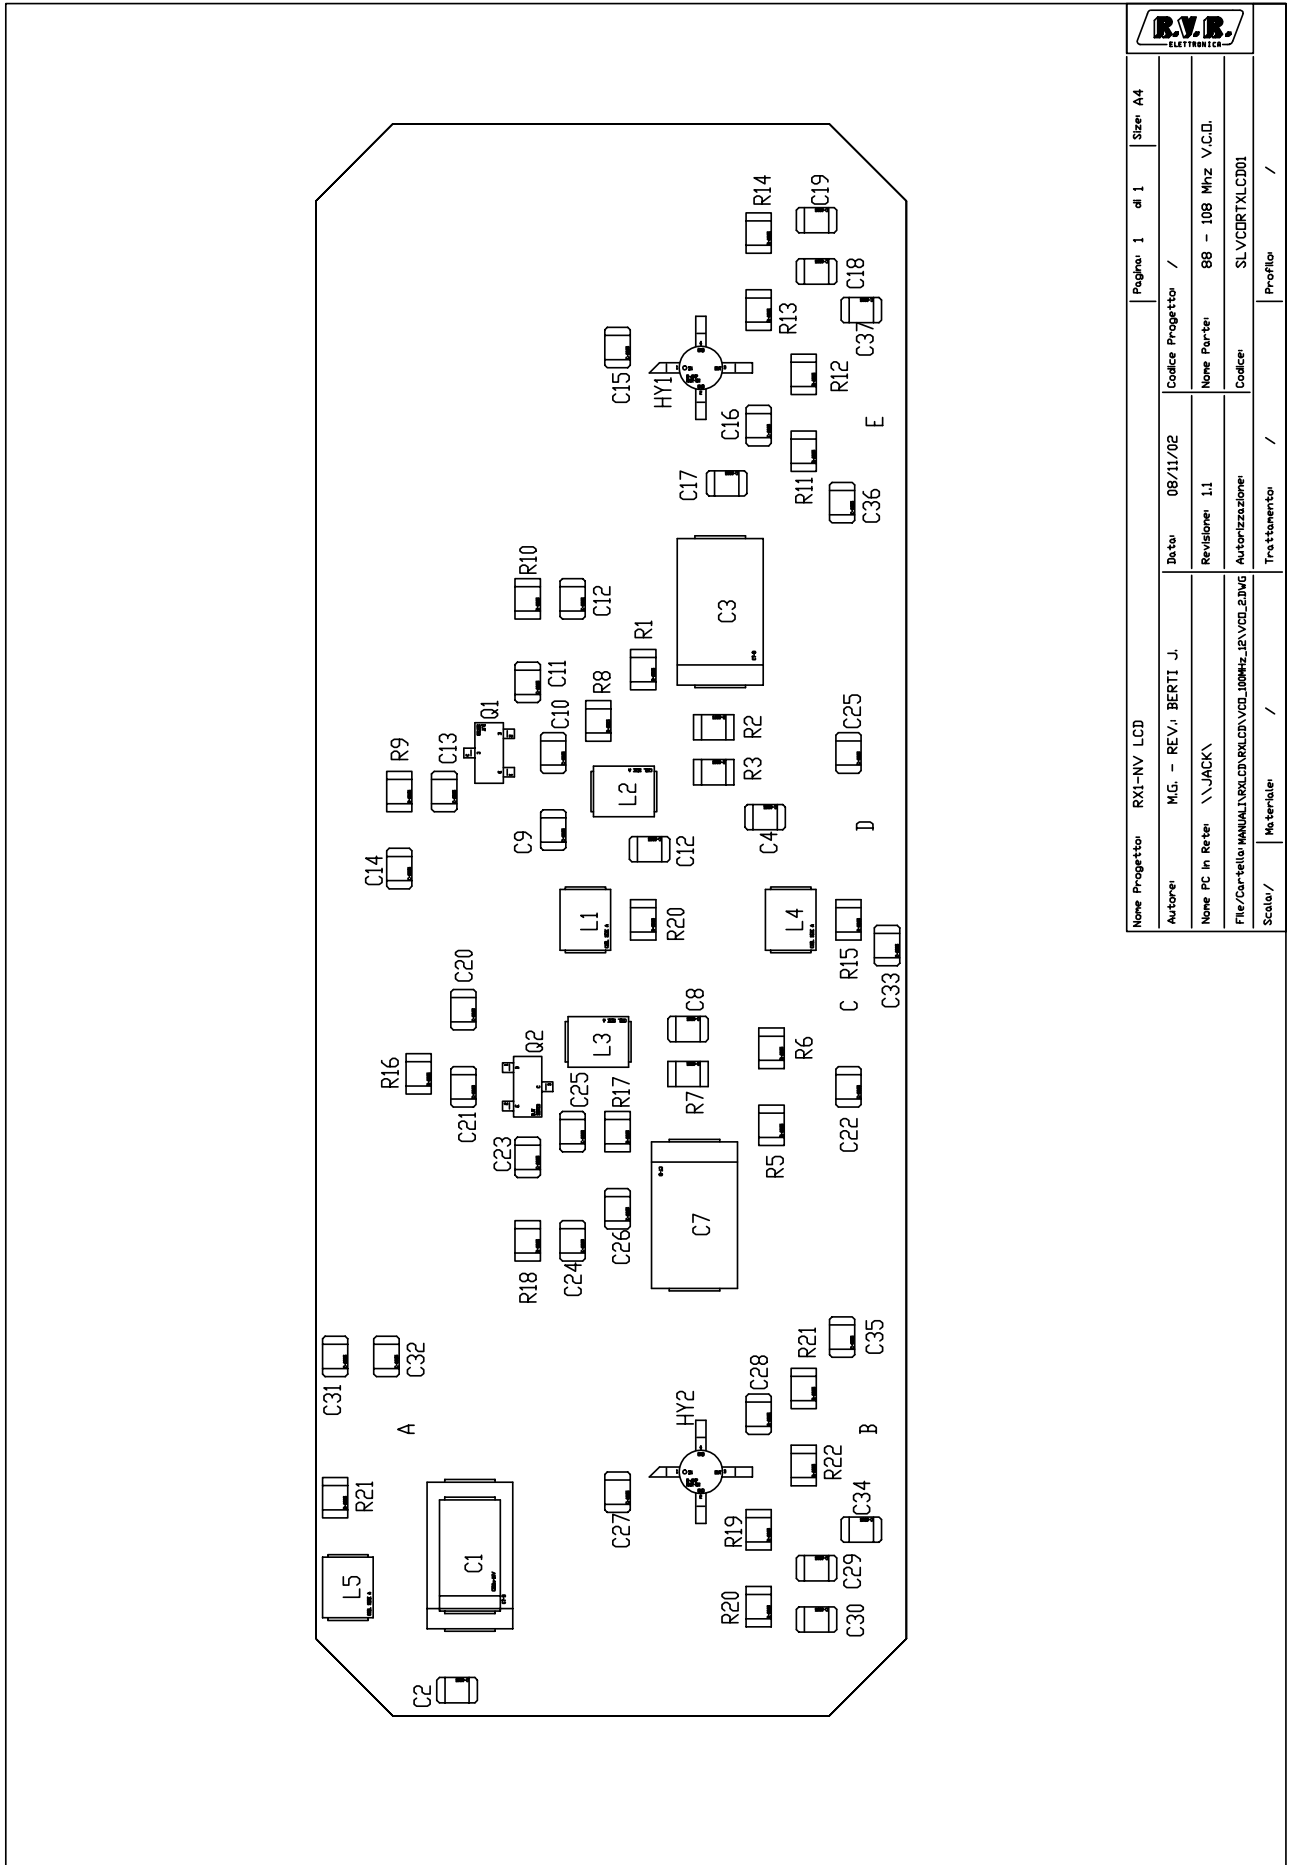 R.V.R.
ELETTRONICA
Nome Progetto: RX1-NV LCD
Pagina: 1 di 1
Size: A4
Autore: M.G. - REV.: BERTI J.
Data: 08/11/02
Codice Progetto: /
Nome PC in Rete: \\JACK\
Revisione: 1.1
Nome Parte: 88 - 108 Mhz V.C.O.
File/Cartella: MANUALI\RXLCD\RXLCD\VCO_100MHz_12\VCO_2.DWG
Autorizzazione:
Codice: SLVCORTXLCD01
Scala: /
Materiale: /
Trattamento: /
Profilo: /
C31
R21
L5
C32
A
C1
C2
R9
C14
C13
R16
C20
C21
Q1
R10
C11
C12
C10
C9
R8
R1
L2
C12
L1
R20
Q2
L3
C23
C25
R17
R18
C24
C26
C8
R7
C7
C15
HY1
C16
C17
R14
C19
R13
C18
C37
R12
R11
E
C36
C3
R2
R3
C4
C25
D
L4
R15
C33
C
R6
R5
C22
HY2
C27
C28
R21
C35
B
R22
R19
C34
C29
R20
C30